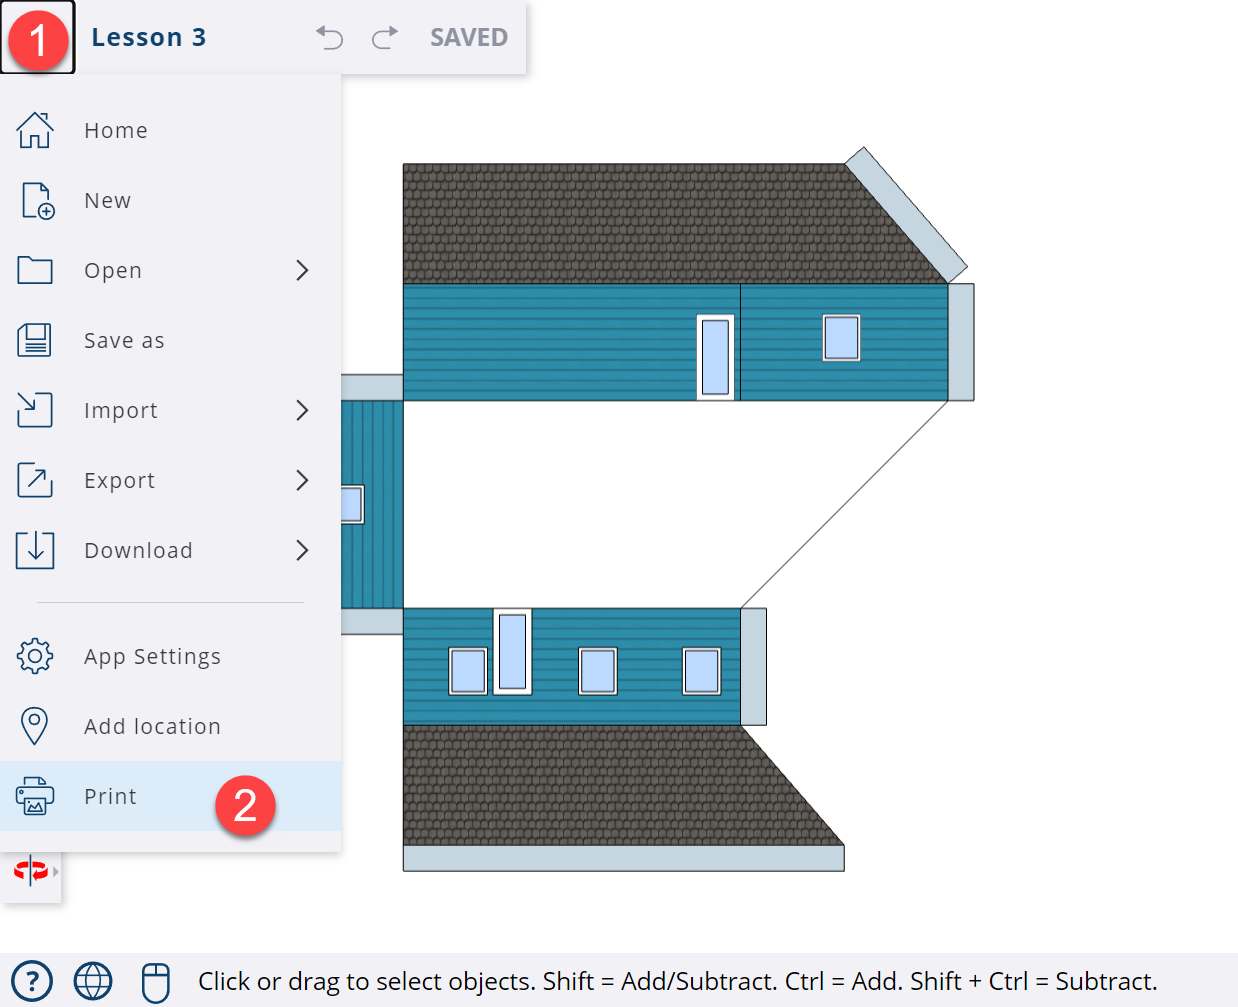 1
Lesson 3
SAVED
Home
New
Open
Save as
Import
Export
Download
App Settings
Add location
Print
2
? Click or drag to select objects. Shift = Add/Subtract. Ctrl = Add. Shift + Ctrl = Subtract.